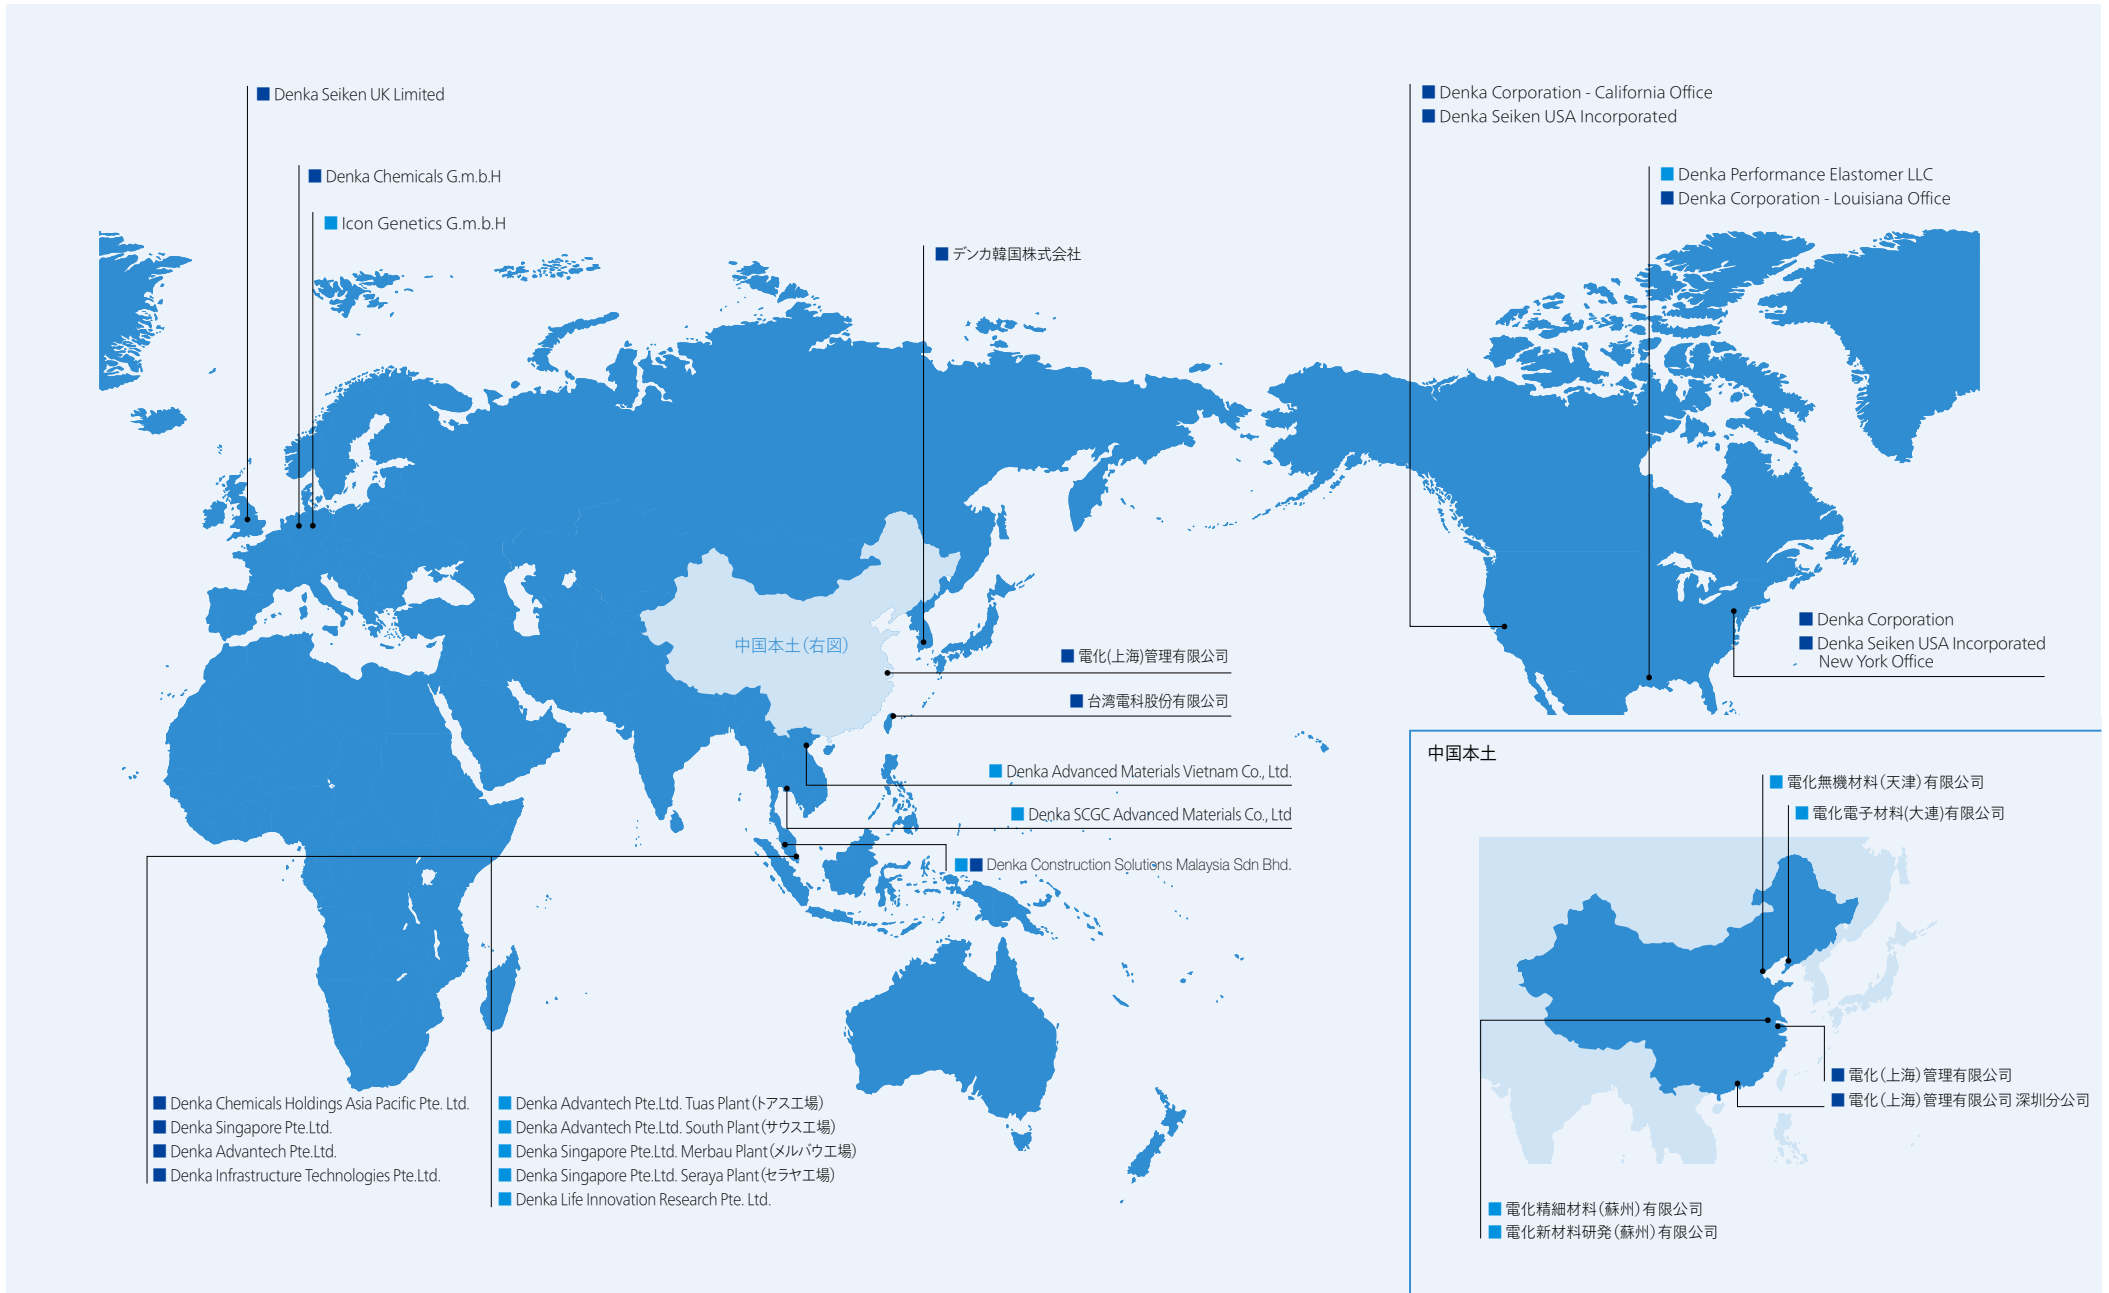 Denka Seiken UK Limited
Denka Chemicals G.m.b.H
Icon Genetics G.m.b.H
デンカ韓国株式会社
Denka Corporation - California Office
Denka Seiken USA Incorporated
Denka Performance Elastomer LLC
Denka Corporation - Louisiana Office
Denka Corporation
Denka Seiken USA Incorporated
New York Office
中国本土(右図)
電化(上海)管理有限公司
台湾電科股份有限公司
Denka Advanced Materials Vietnam Co., Ltd.
Denka SCGC Advanced Materials Co., Ltd
Denka Construction Solutions Malaysia Sdn Bhd.
Denka Chemicals Holdings Asia Pacific Pte. Ltd.
Denka Singapore Pte.Ltd.
Denka Advantech Pte.Ltd.
Denka Infrastructure Technologies Pte.Ltd.
Denka Advantech Pte.Ltd. Tuas Plant(トアス工場)
Denka Advantech Pte.Ltd. South Plant(サウス工場)
Denka Singapore Pte.Ltd. Merbau Plant(メルバウ工場)
Denka Singapore Pte.Ltd. Seraya Plant(セラヤ工場)
Denka Life Innovation Research Pte. Ltd.
中国本土
電化無機材料(天津)有限公司
電化電子材料(大連)有限公司
電化(上海)管理有限公司
電化(上海)管理有限公司 深圳分公司
電化精細材料(蘇州)有限公司
電化新材料研発(蘇州)有限公司